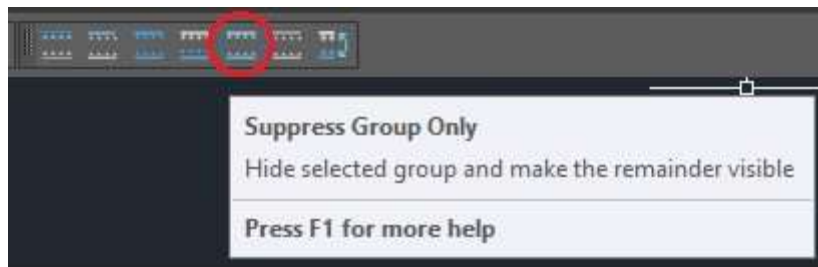 Suppress Group Only
Hide selected group and make the remainder visible
Press F1 for more help